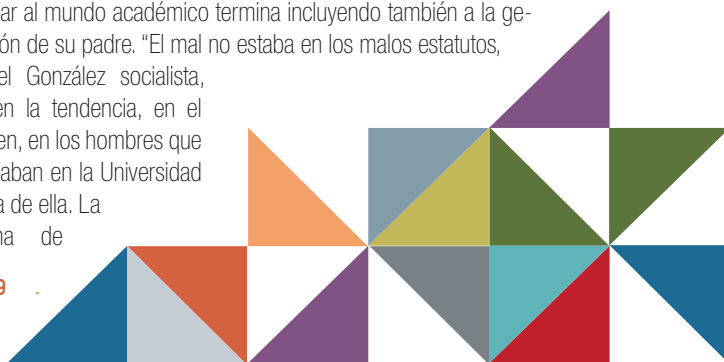 ar al mundo académico termina incluyendo también a la ge-
ón de su padre. “El mal no estaba en los malos estatutos,
el González socialista,
en la tendencia, en el
en, en los hombres que
aban en la Universidad
a de ella. La
na de
9 -